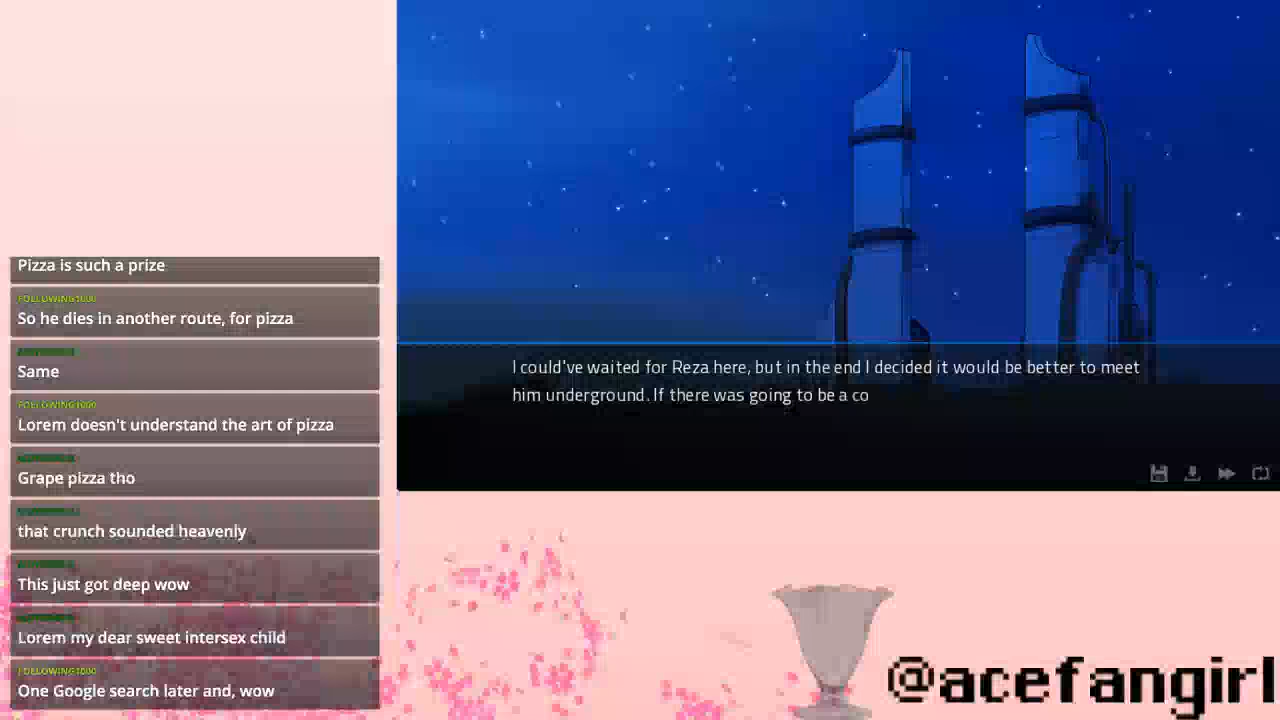 Pizza is such a prize
FOLLOWING1000
So he dies in another route, for pizza
Same
FOLLOWING1000
Lorem doesn't understand the art of pizza
Grape pizza tho
that crunch sounded heavenly
This just got deep wow
Lorem my dear sweet intersex child
FOLLOWING1000
One Google search later and, wow
I could've waited for Reza here, but in the end I decided it would be better to meet
him underground. If there was going to be a co
@acefangirl